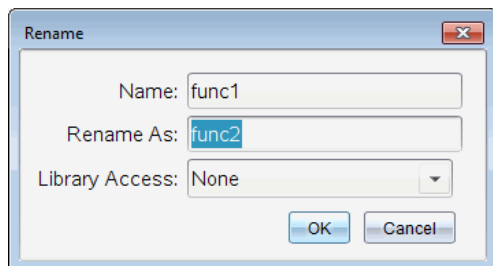 Rename
Name: func1
Rename As: func2
Library Access: None
OK Cancel